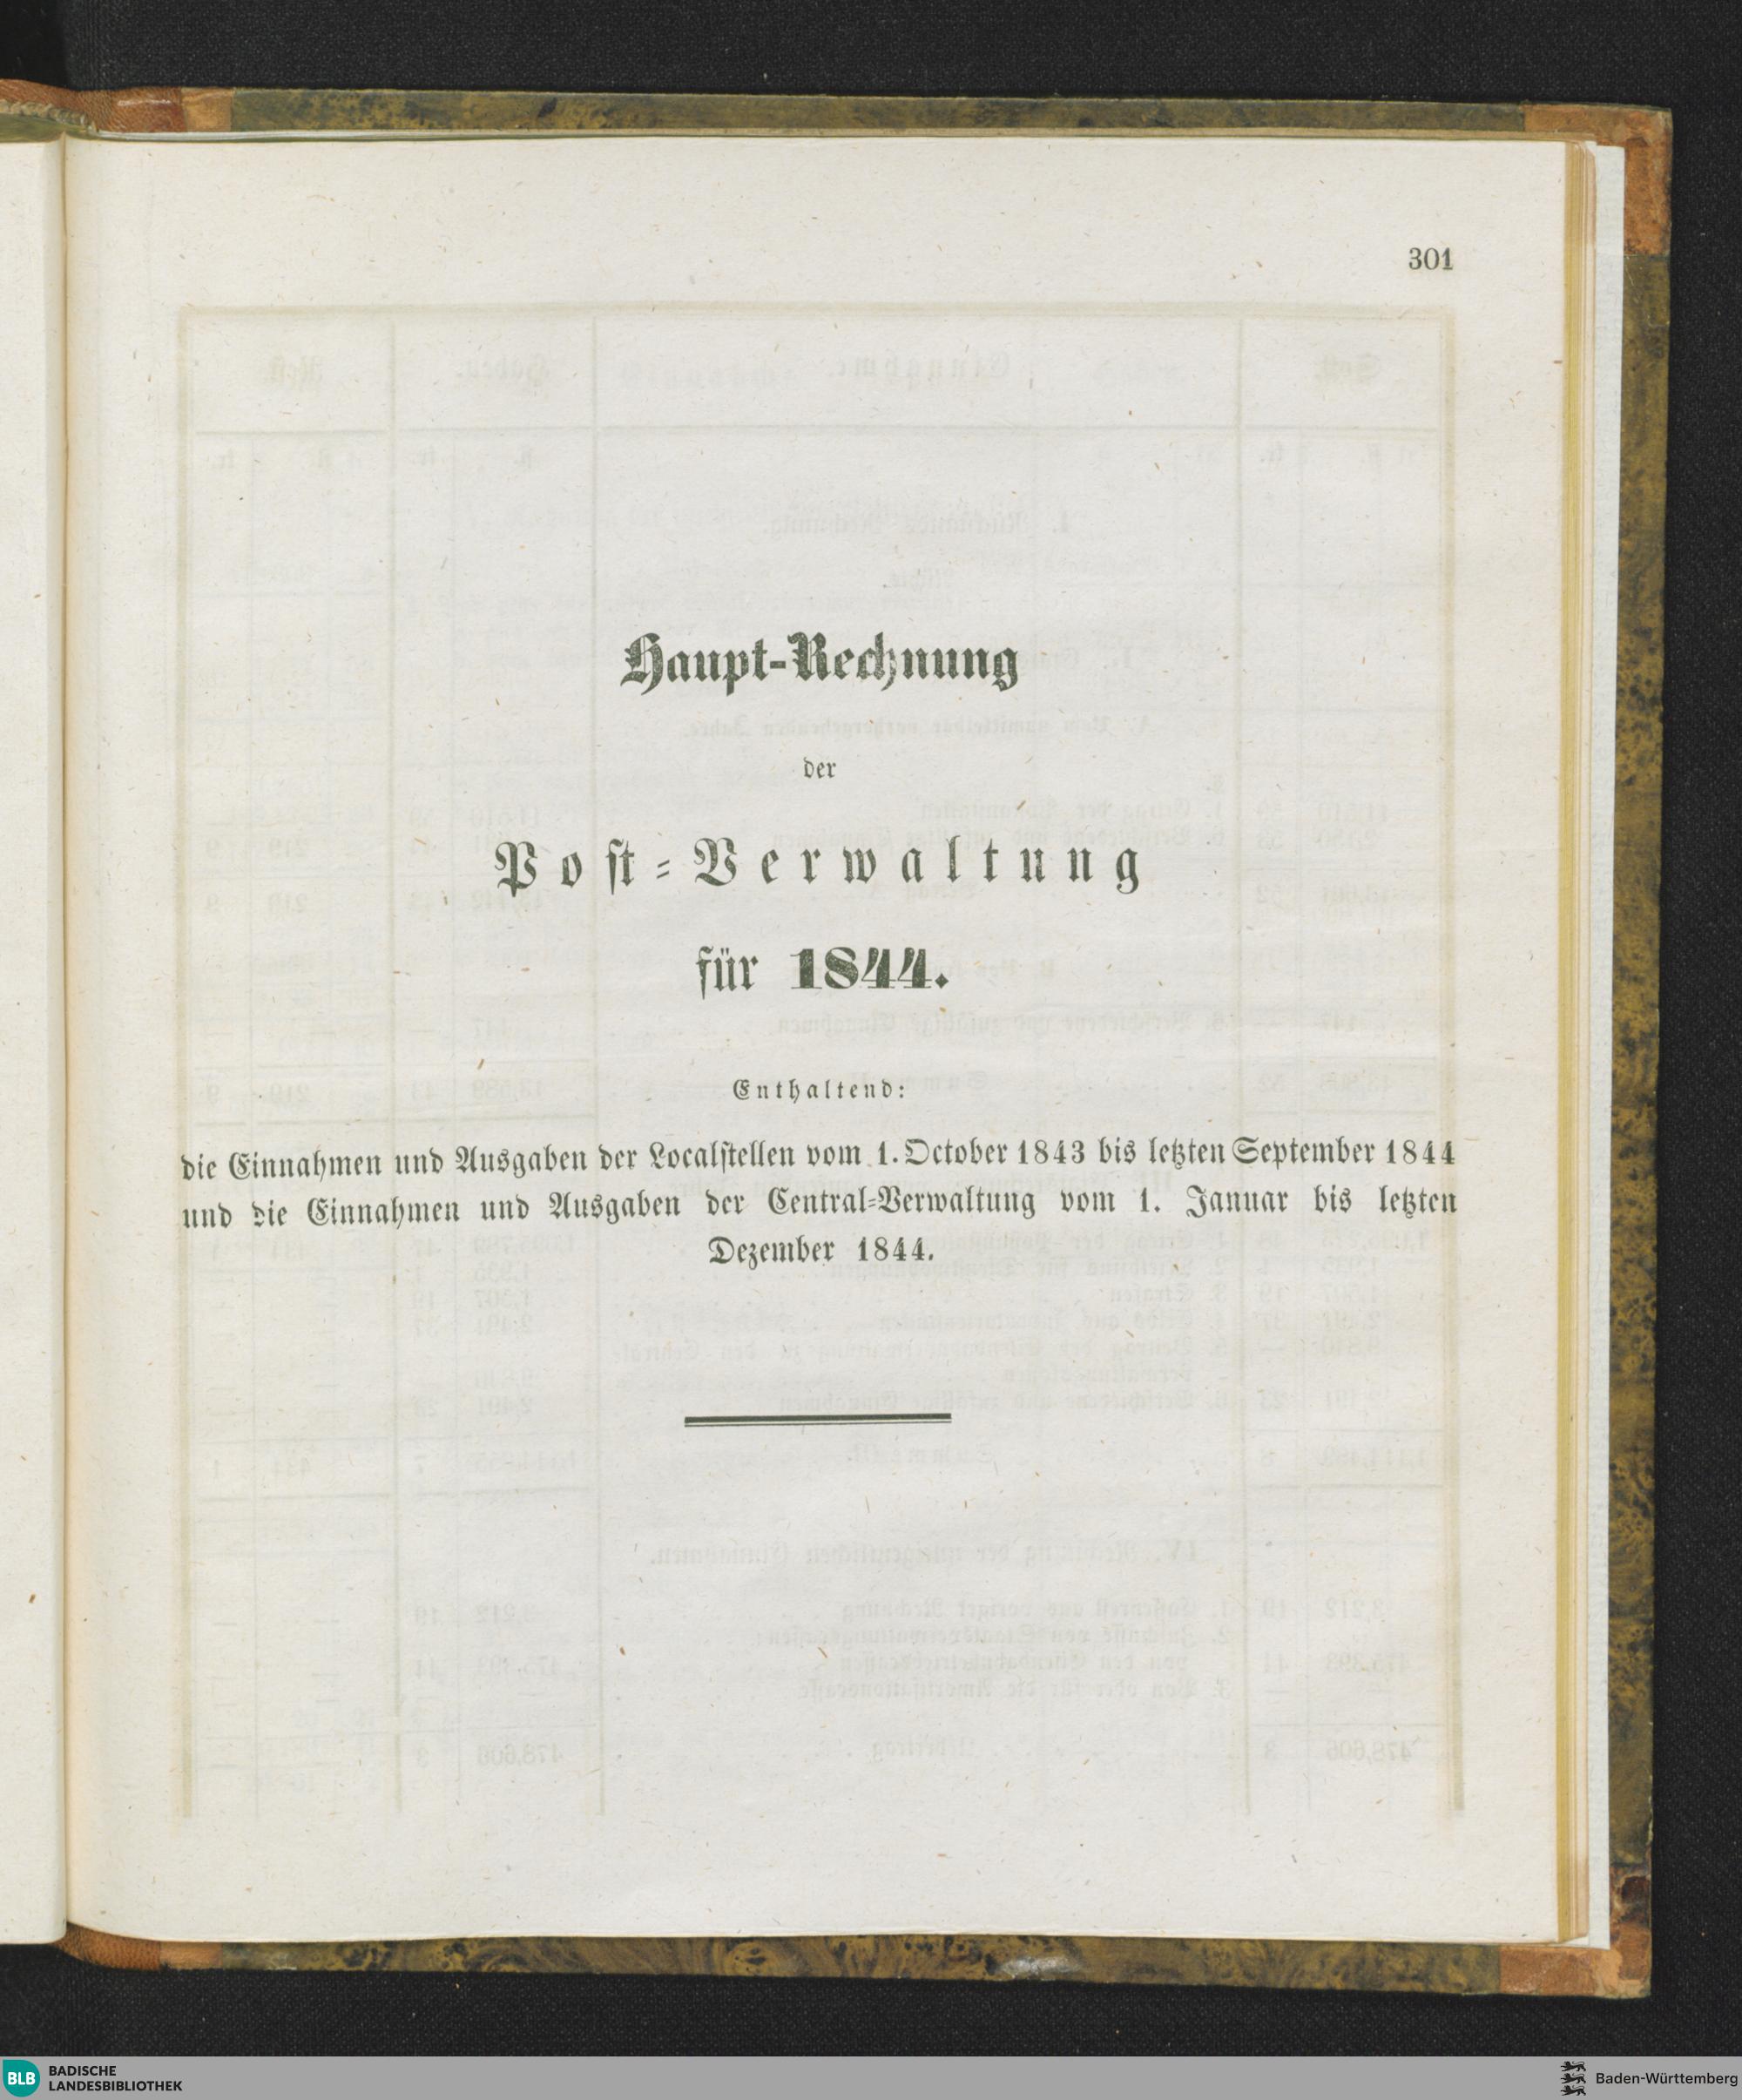 301
Haupt-Rechnung
der
Post-Verwaltung
für 1844.
Enthaltend:
die Einnahmen und Ausgaben der Localstellen vom 1. October 1843 bis letzten September 1844
und die Einnahmen und Ausgaben der Central-Verwaltung vom 1. Januar bis letzten
Dezember 1844.
BLB BADISCHE
LANDESBIBLIOTHEK
Baden-Württemberg